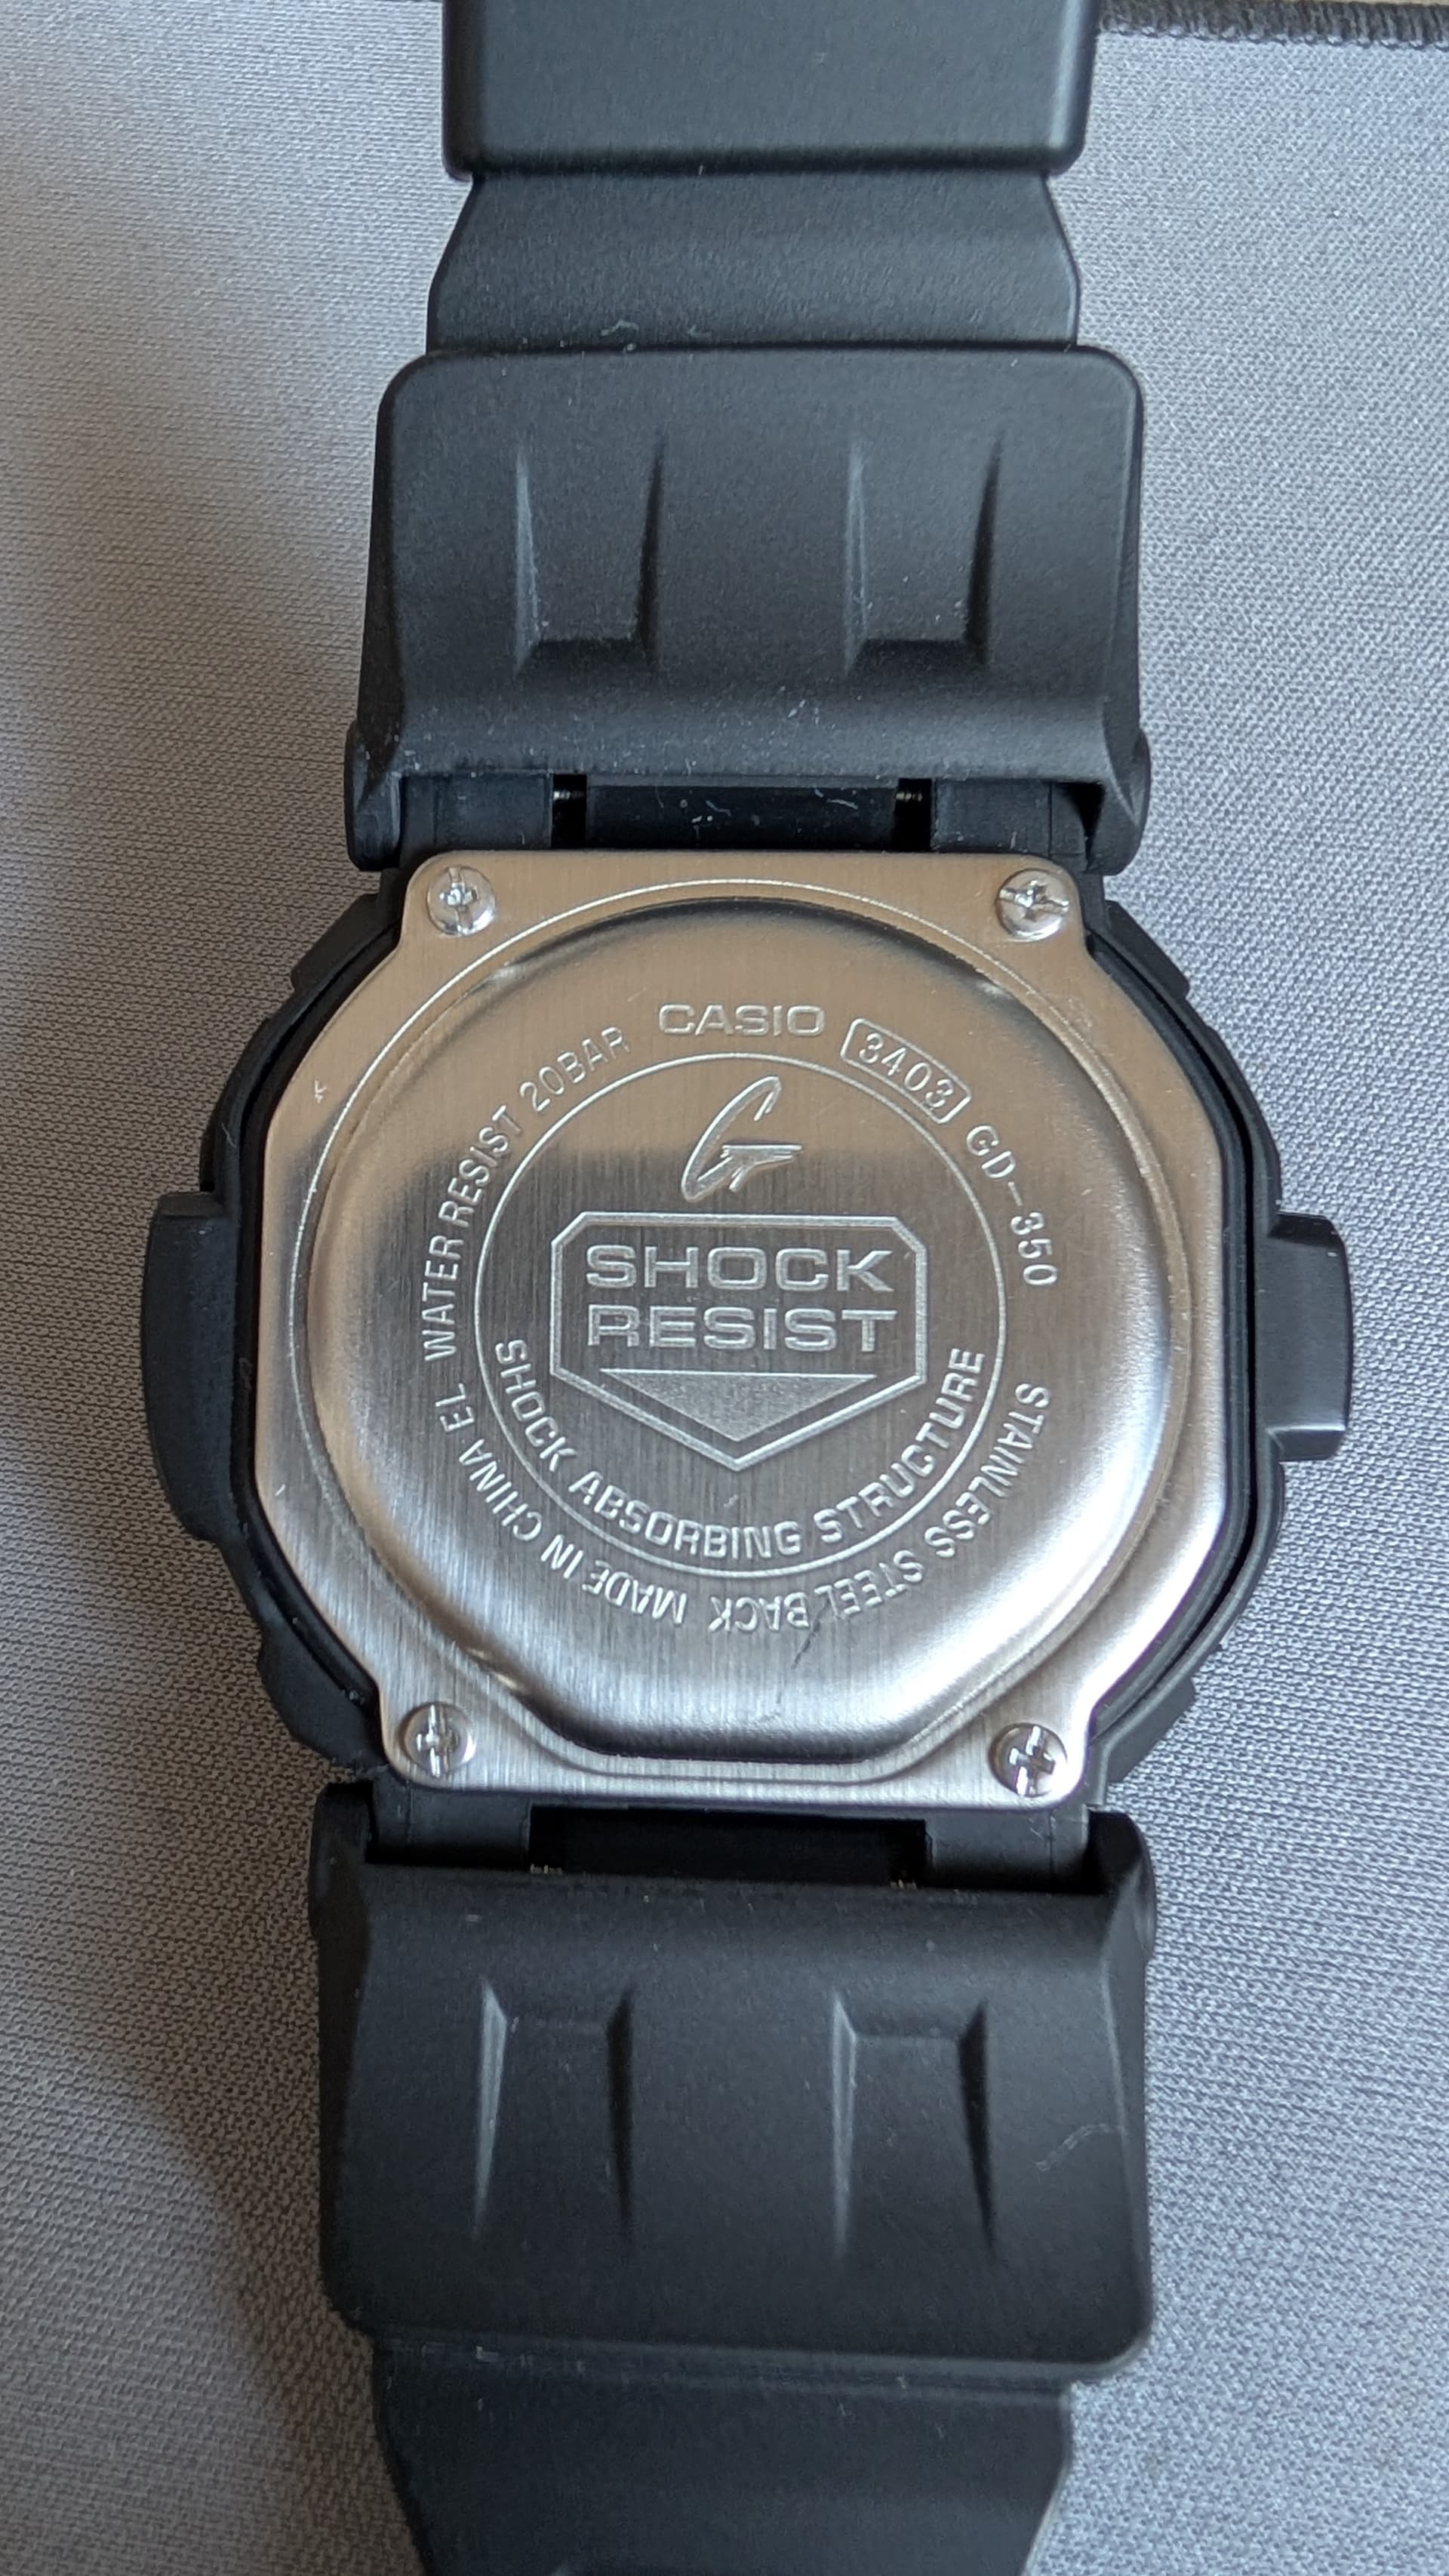 WATER RESIST 20BAR CASIO 3403 GD-350
G
SHOCK
RESIST
SHOCK ABSORBING STRUCTURE
STAINLESS STEEL BACK MADE IN CHINA EL